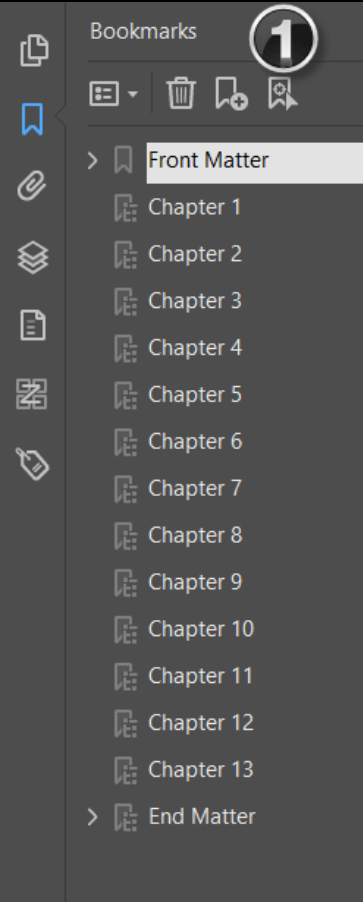 Bookmarks
1
Front Matter
Chapter 1
Chapter 2
Chapter 3
Chapter 4
Chapter 5
Chapter 6
Chapter 7
Chapter 8
Chapter 9
Chapter 10
Chapter 11
Chapter 12
Chapter 13
End Matter